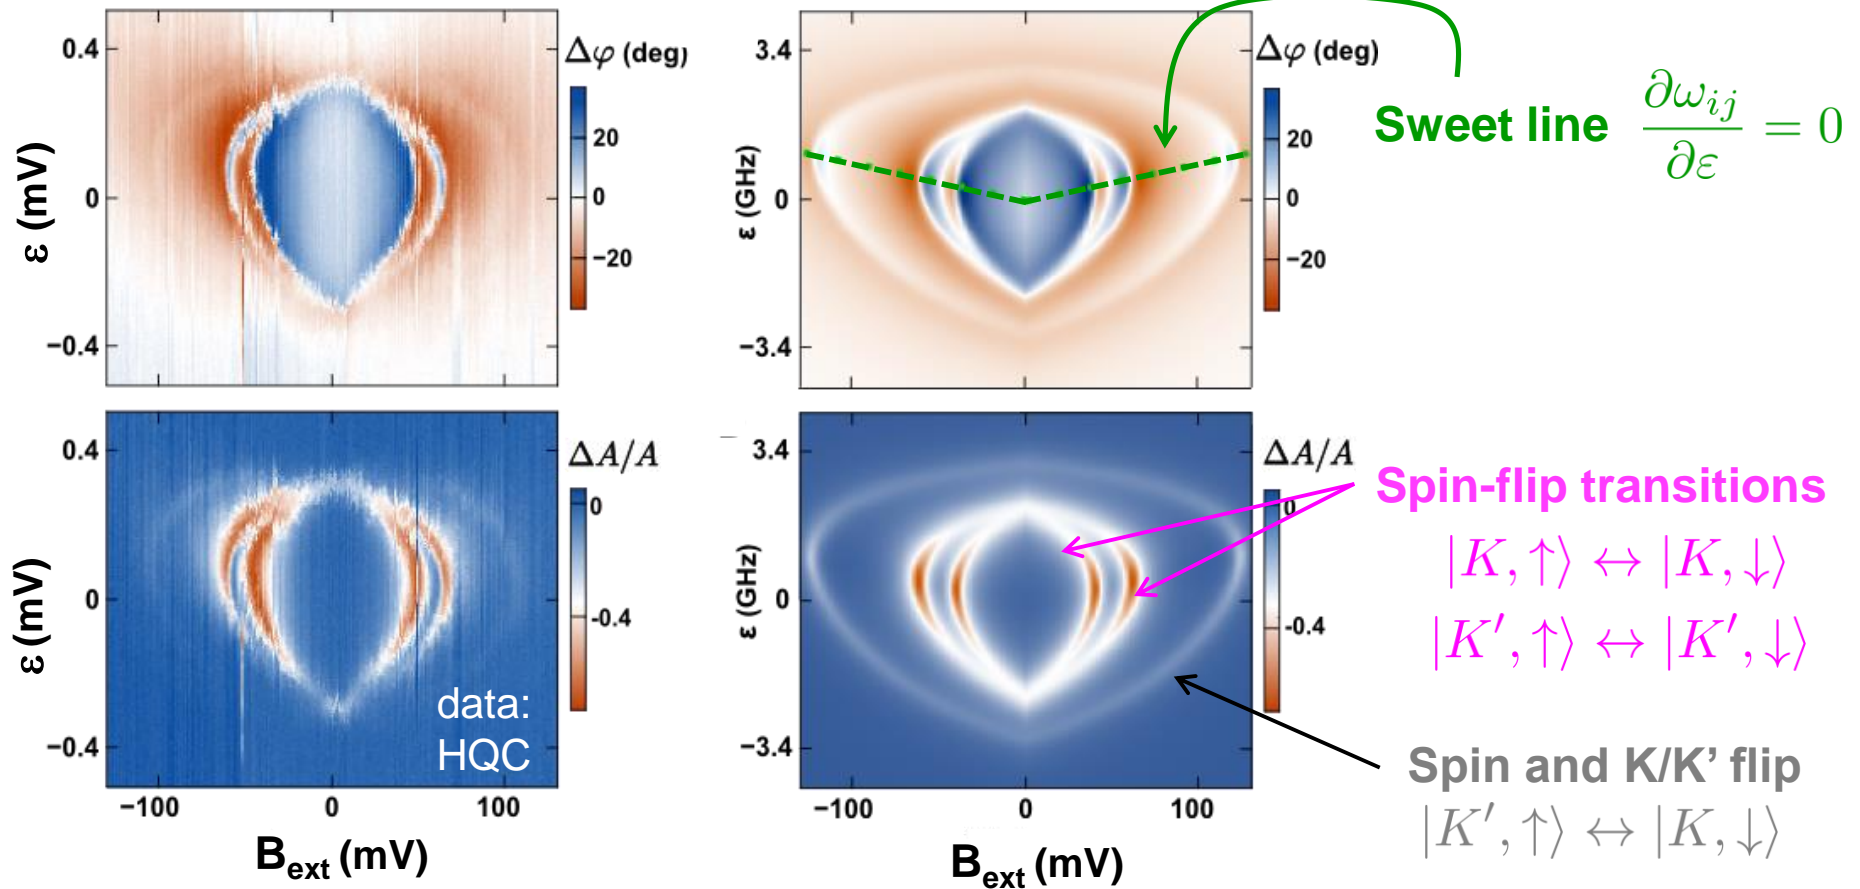 0.4
0
−0.4
ε (mV)
Δφ (deg)
20
0
−20
3.4
0
−3.4
ε (GHz)
Δφ (deg)
20
0
−20
Sweet line ∂ω_{ij}/∂ε = 0
0.4
0
−0.4
ε (mV)
−100
0
100
B_ext (mV)
data:
HQC
ΔA/A
0
-0.4
3.4
0
−3.4
ε (GHz)
−100
0
100
B_ext (mV)
ΔA/A
0
-0.4
Spin-flip transitions
|K, ↑⟩ ↔ |K, ↓⟩
|K′, ↑⟩ ↔ |K′, ↓⟩
Spin and K/K’ flip
|K′, ↑⟩ ↔ |K, ↓⟩